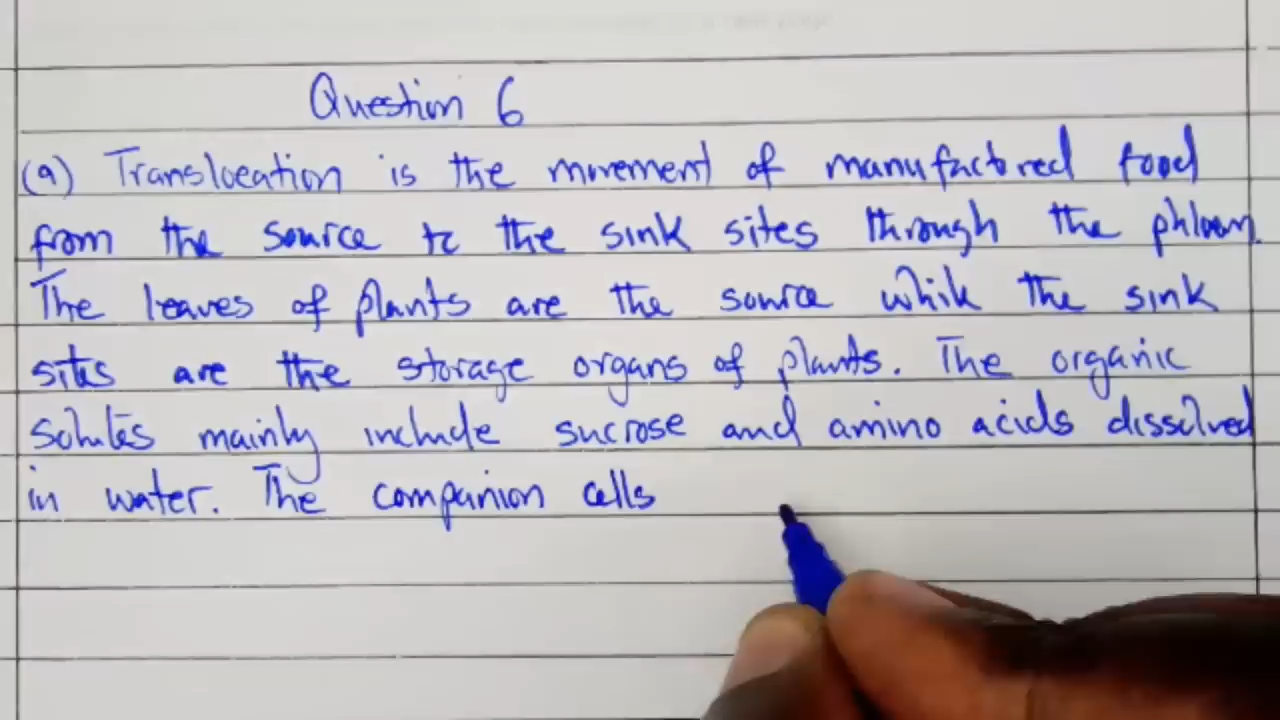 Question 6
(a) Translocation is the movement of manufactored food
from the source to the sink sites through the phloem.
The leaves of plants are the source while the sink
sites are the storage organs of plants. The organic
solutes mainly include sucrose and amino acids dissolved
in water. The companion cells